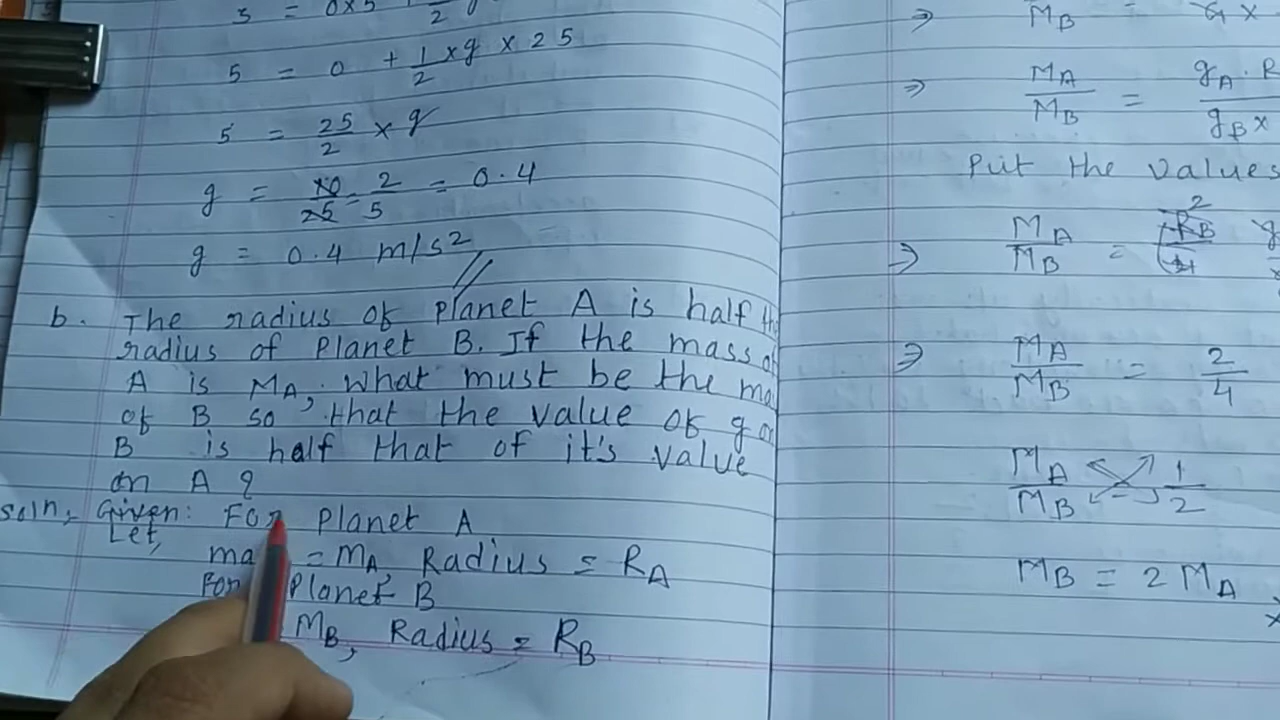 5 = 0 + 1/2 × g × 25
5 = 25/2 × g
g = 10/25 = 2/5 = 0.4
g = 0.4 m/s²
b. The radius of Planet A is half the
radius of Planet B. If the mass of
A is MA, what must be the
of B so that the value of g on
B is half that of it's value
on A?
Soln, Given: For Planet A
Let,
= MA Radius = RA
For Planet B
MB, Radius = RB
⇒ MB = G ×
⇒ MA/MB = gA . R / gB ×
Put the values
⇒ MA/MB =
⇒ MA/MB = 2/4
MA/MB = 1/2
MB = 2 MA